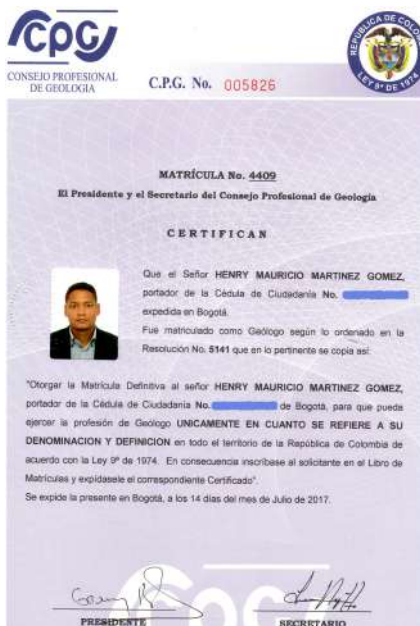 CPG
CONSEJO PROFESIONAL
DE GEOLOGIA
C.P.G. No. 005826
REPÚBLICA DE COLOMBIA
LEY 9ª DE 1974
MATRÍCULA No. 4409
El Presidente y el Secretario del Consejo Profesional de Geología
CERTIFICAN
Que el Señor HENRY MAURICIO MARTINEZ GOMEZ,
portador de la Cédula de Ciudadanía No.
expedida en Bogotá.
Fue matriculado como Geólogo según lo ordenado en la
Resolución No. 5141 que en lo pertinente se copia así:
"Otorgar la Matrícula Definitiva al señor HENRY MAURICIO MARTINEZ GOMEZ,
portador de la Cédula de Ciudadanía No. de Bogotá, para que pueda
ejercer la profesión de Geólogo UNICAMENTE EN CUANTO SE REFIERE A SU
DENOMINACION Y DEFINICION en todo el territorio de la República de Colombia de
acuerdo con la Ley 9ª de 1974. En consecuencia inscríbase al solicitante en el Libro de
Matrículas y expídasele el correspondiente Certificado".
Se expide la presente en Bogotá, a los 14 días del mes de Julio de 2017.
PRESIDENTE
SECRETARIO